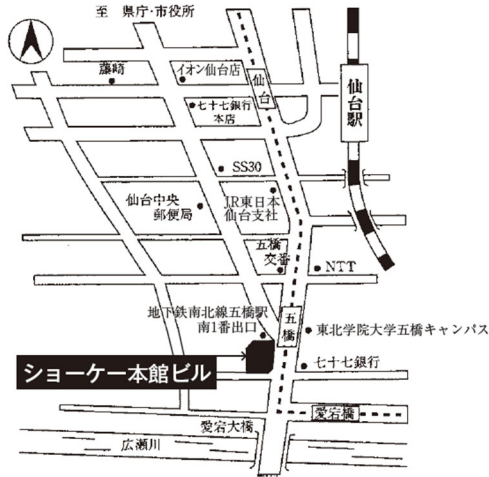 至 県庁・市役所
藤崎
イオン仙台店
仙台
仙台駅
七十七銀行
本店
SS30
仙台中央
郵便局
JR東日本
仙台支社
五橋
交番
NTT
地下鉄南北線五橋駅
南1番出口
五橋
東北学院大学五橋キャンパス
七十七銀行
ショーケー本館ビル
愛宕橋
愛宕大橋
広瀬川